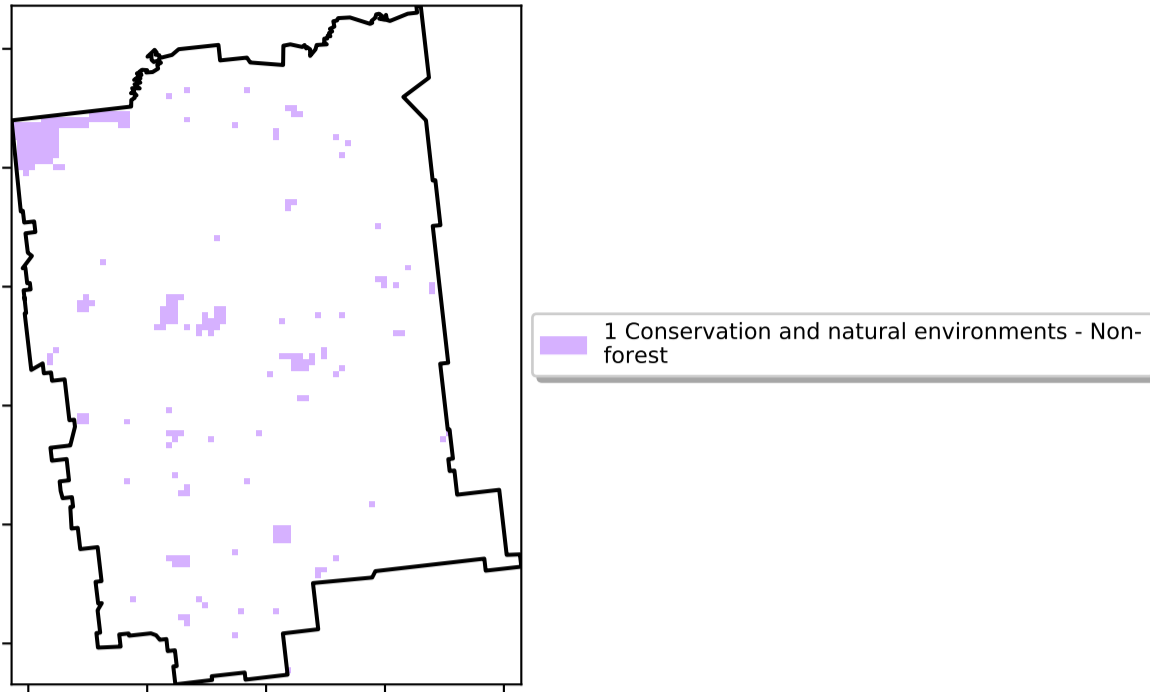 1 Conservation and natural environments - Non-
forest